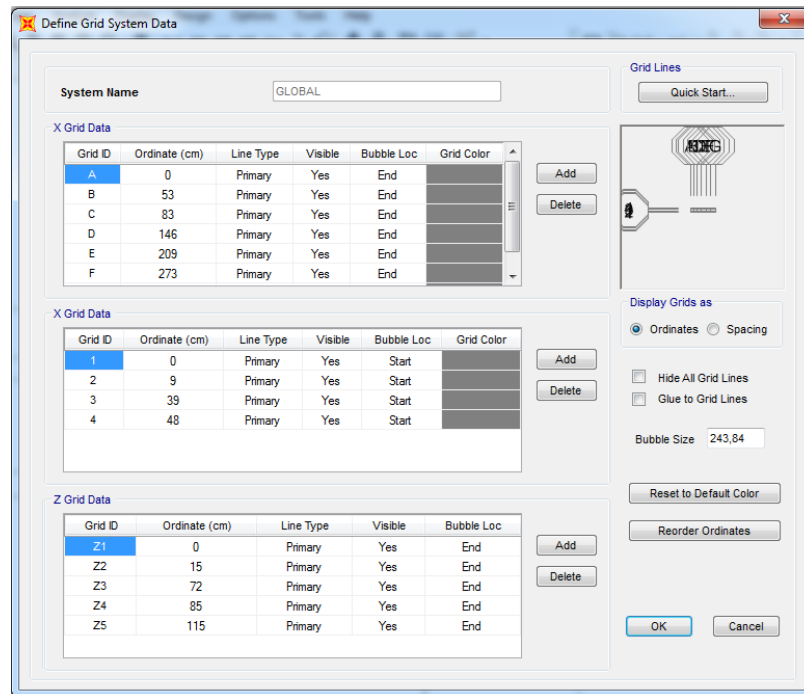 Define Grid System Data
System Name GLOBAL
Grid Lines
Quick Start...
X Grid Data
Grid ID Ordinate (cm) Line Type Visible Bubble Loc Grid Color
A 0 Primary Yes End
B 53 Primary Yes End
C 83 Primary Yes End
D 146 Primary Yes End
E 209 Primary Yes End
F 273 Primary Yes End
Add
Delete
X Grid Data
Grid ID Ordinate (cm) Line Type Visible Bubble Loc Grid Color
1 0 Primary Yes Start
2 9 Primary Yes Start
3 39 Primary Yes Start
4 48 Primary Yes Start
Add
Delete
Display Grids as
Ordinates Spacing
Hide All Grid Lines
Glue to Grid Lines
Bubble Size 243,84
Z Grid Data
Grid ID Ordinate (cm) Line Type Visible Bubble Loc
Z1 0 Primary Yes End
Z2 15 Primary Yes End
Z3 72 Primary Yes End
Z4 85 Primary Yes End
Z5 115 Primary Yes End
Add
Delete
Reset to Default Color
Reorder Ordinates
OK Cancel